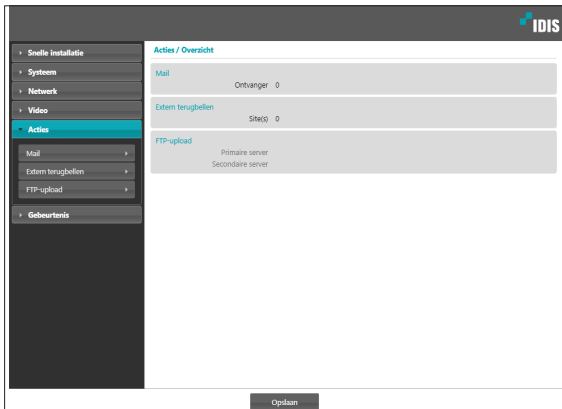 IDIS
Snelle installatie
Systeem
Netwerk
Video
Acties
Mail
Extern terugbellen
FTP-upload
Gebeurtenis
Acties / Overzicht
Mail
Ontvanger 0
Extern terugbellen
Site(s) 0
FTP-upload
Primaire server
Secondaire server
Opslaan